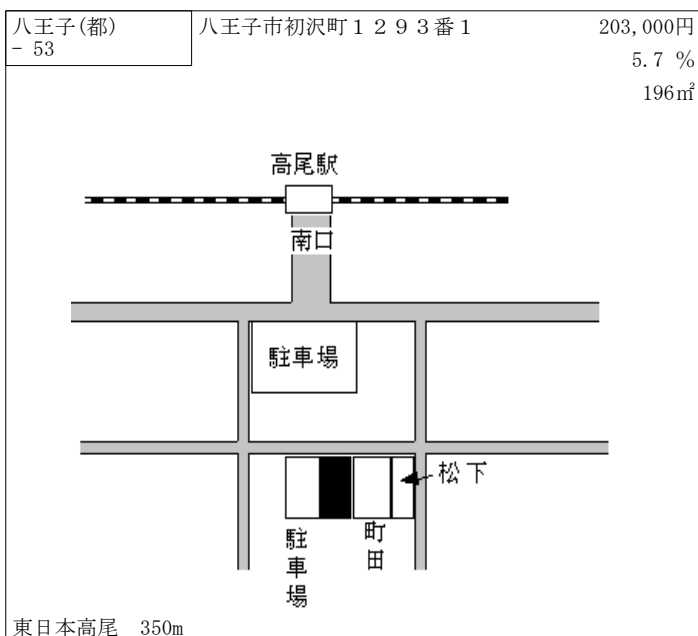 八王子(都)
- 53
八王子市初沢町１２９３番１
203,000円
5.7 %
196㎡
高尾駅
南口
駐車場
松下
町田
駐車場
東日本高尾　350m